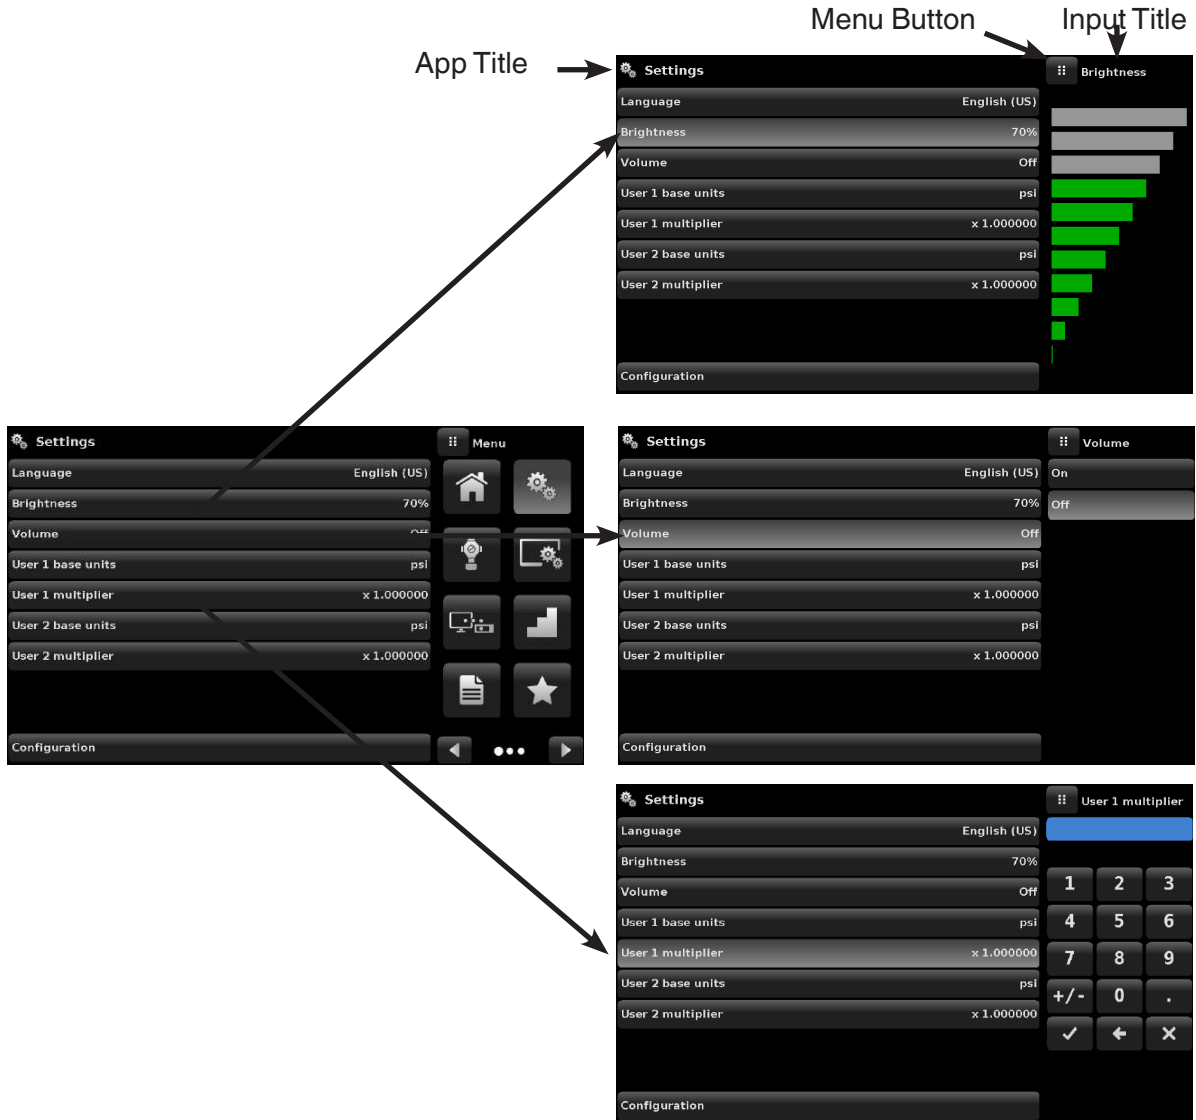 Menu Button
Input Title
App Title
Settings
Brightness
Language English (US)
Brightness 70%
Volume Off
User 1 base units psi
User 1 multiplier x 1.000000
User 2 base units psi
User 2 multiplier x 1.000000
Configuration
Settings
Menu
Language English (US)
Brightness 70%
Volume Off
User 1 base units psi
User 1 multiplier x 1.000000
User 2 base units psi
User 2 multiplier x 1.000000
Configuration
Settings
Volume
Language English (US)
On
Brightness 70%
Off
Volume Off
User 1 base units psi
User 1 multiplier x 1.000000
User 2 base units psi
User 2 multiplier x 1.000000
Configuration
Settings
User 1 multiplier
Language English (US)
Brightness 70%
Volume Off
User 1 base units psi
User 1 multiplier x 1.000000
User 2 base units psi
User 2 multiplier x 1.000000
Configuration
1 2 3
4 5 6
7 8 9
+/- 0 .